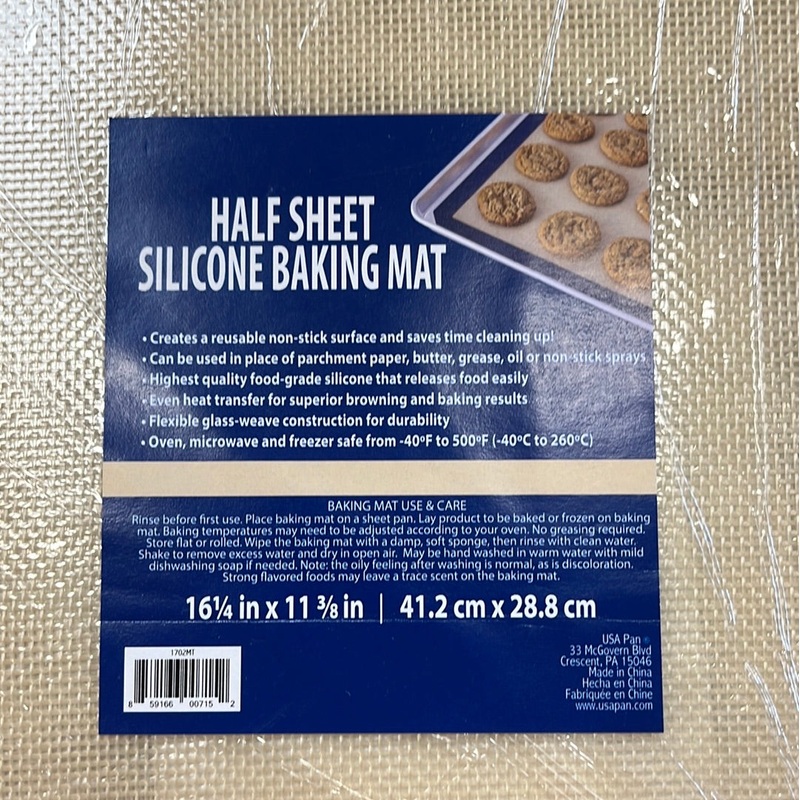 HALF SHEET
SILICONE BAKING MAT
• Creates a reusable non-stick surface and saves time cleaning up!
• Can be used in place of parchment paper, butter, grease, oil or non-stick sprays
• Highest quality food-grade silicone that releases food easily
• Even heat transfer for superior browning and baking results
• Flexible glass-weave construction for durability
• Oven, microwave and freezer safe from -40ºF to 500ºF (-40ºC to 260ºC)
BAKING MAT USE & CARE
Rinse before first use. Place baking mat on a sheet pan. Lay product to be baked or frozen on baking
mat. Baking temperatures may need to be adjusted according to your oven. No greasing required.
Store flat or rolled. Wipe the baking mat with a damp, soft sponge, then rinse with clean water.
Shake to remove excess water and dry in open air. May be hand washed in warm water with mild
dishwashing soap if needed. Note: the oily feeling after washing is normal, as is discoloration.
Strong flavored foods may leave a trace scent on the baking mat.
16¼ in x 11 ⅜ in | 41.2 cm x 28.8 cm
1702MT
8 59166 00715 2
USA Pan®
33 McGovern Blvd
Crescent, PA 15046
Made in China
Hecha en China
Fabriquée en Chine
www.usapan.com